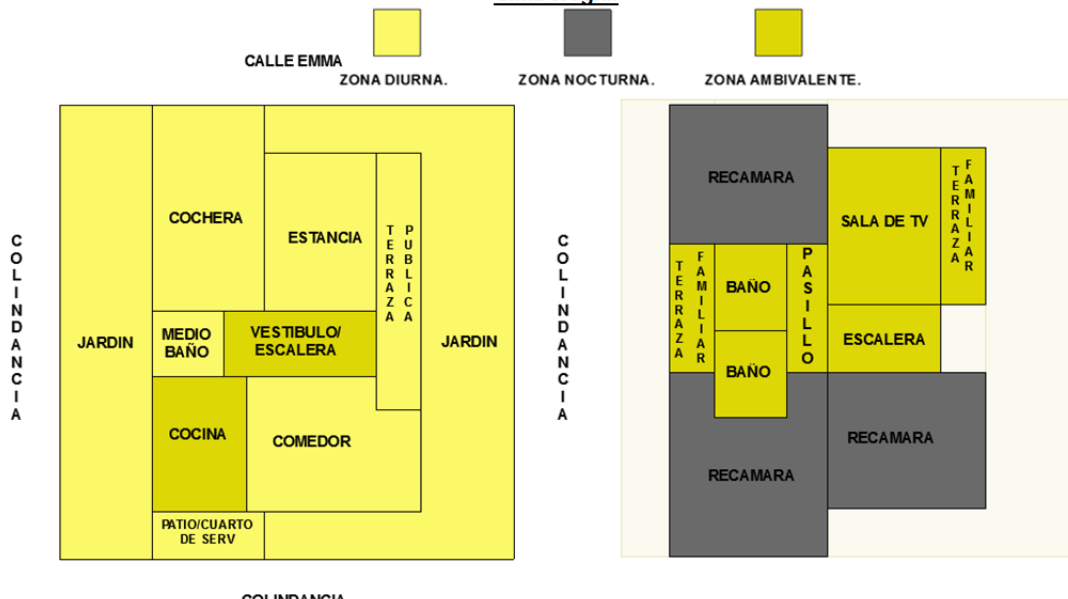 CALLE EMMA
ZONA DIURNA.
ZONA NOCTURNA.
ZONA AMBIVALENTE.
COLINDANCIA
JARDIN
COCHERA
ESTANCIA
TERRAZA
PUBLICA
MEDIO
BAÑO
VESTIBULO/
ESCALERA
JARDIN
COCINA
COMEDOR
PATIO/CUARTO
DE SERV
COLINDANCIA
COLINDANCIA
RECAMARA
SALA DE TV
TERRAZA
FAMILIAR
TERRAZA
FAMILIAR
BAÑO
PASILLO
ESCALERA
BAÑO
RECAMARA
RECAMARA